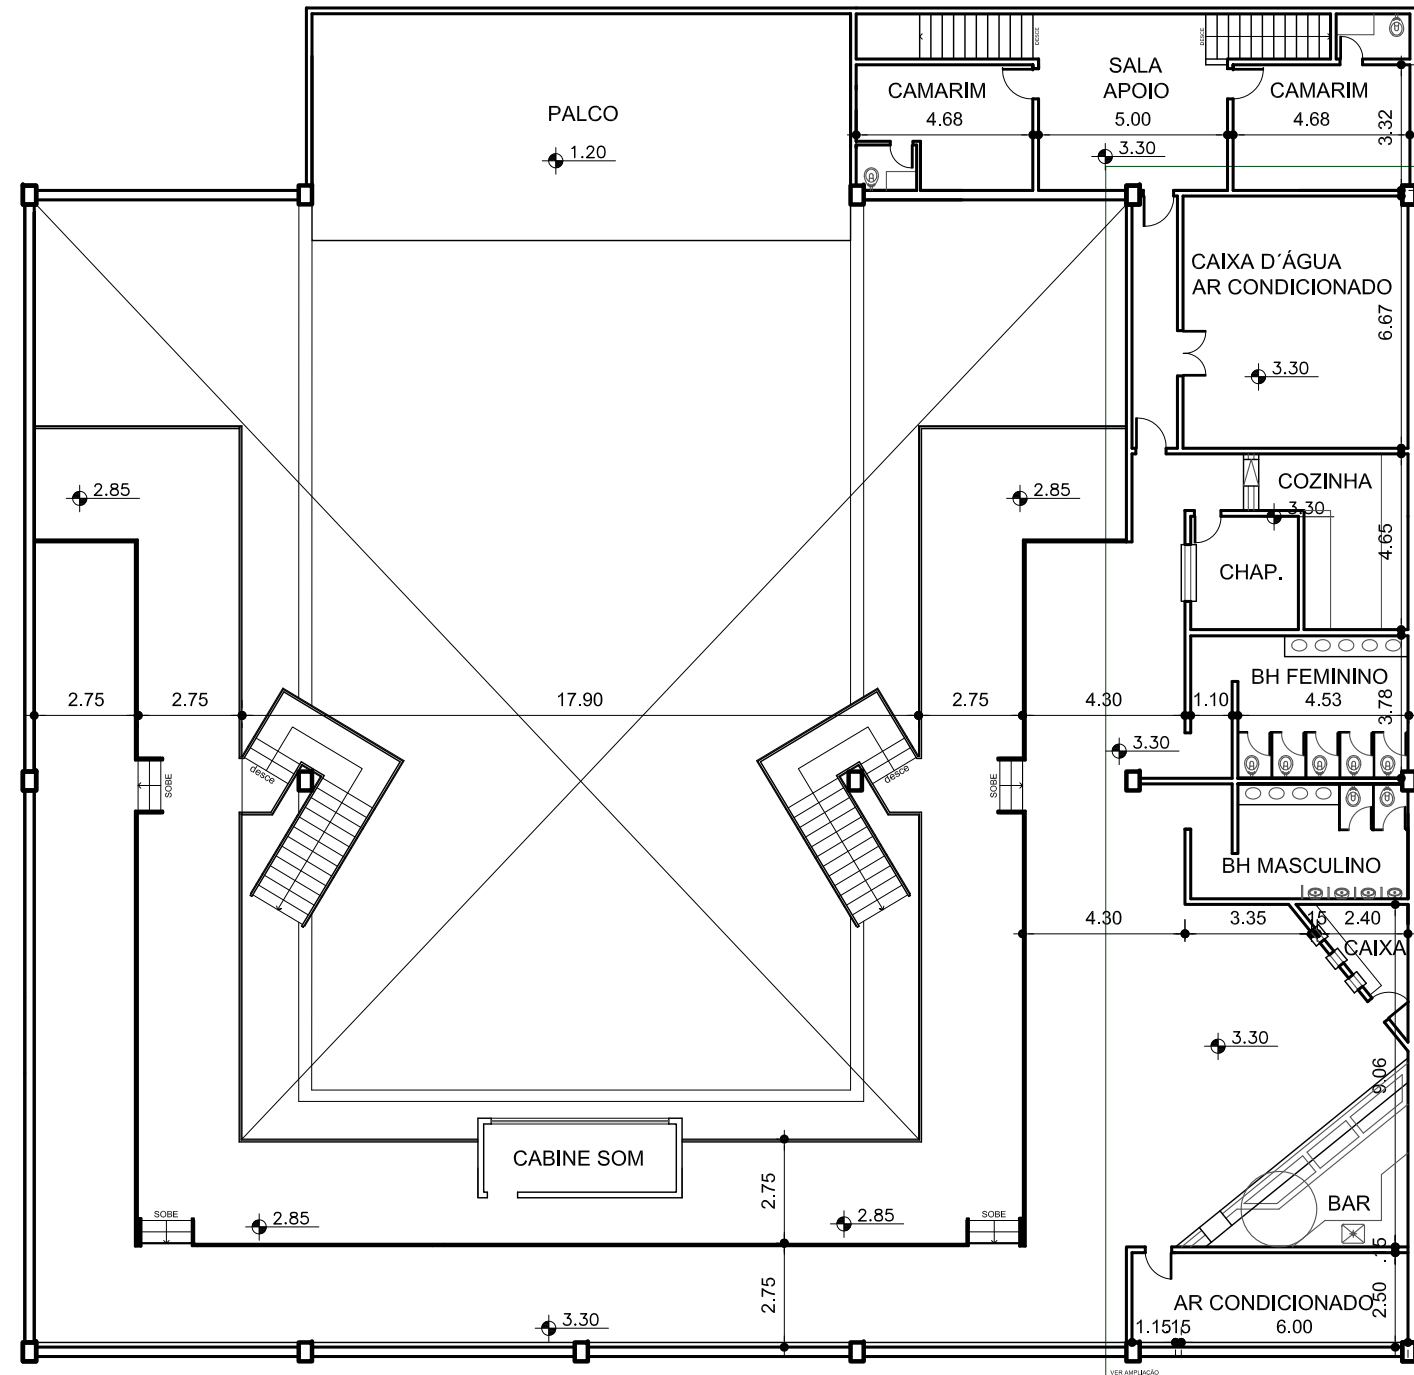 DESCE
DESCE
SALA
APOIO
CAMARIM
CAMARIM
PALCO
4.68
5.00
4.68
3.32
1.20
3.30
CAIXA D´ÁGUA
AR CONDICIONADO
6.67
3.30
2.85
2.85
COZINHA
3.30
4.65
CHAP.
BH FEMININO
2.75
2.75
17.90
2.75
4.30
1.10
4.53
3.78
3.30
desce
desce
SOBE
SOBE
BH MASCULINO
4.30
3.35
15
2.40
CAIXA
3.30
9.06
CABINE SOM
2.75
BAR
SOBE
2.85
2.85
SOBE
.15
2.75
AR CONDICIONADO
2.50
3.30
1.15
15
6.00
VER AMPLIAÇÃO